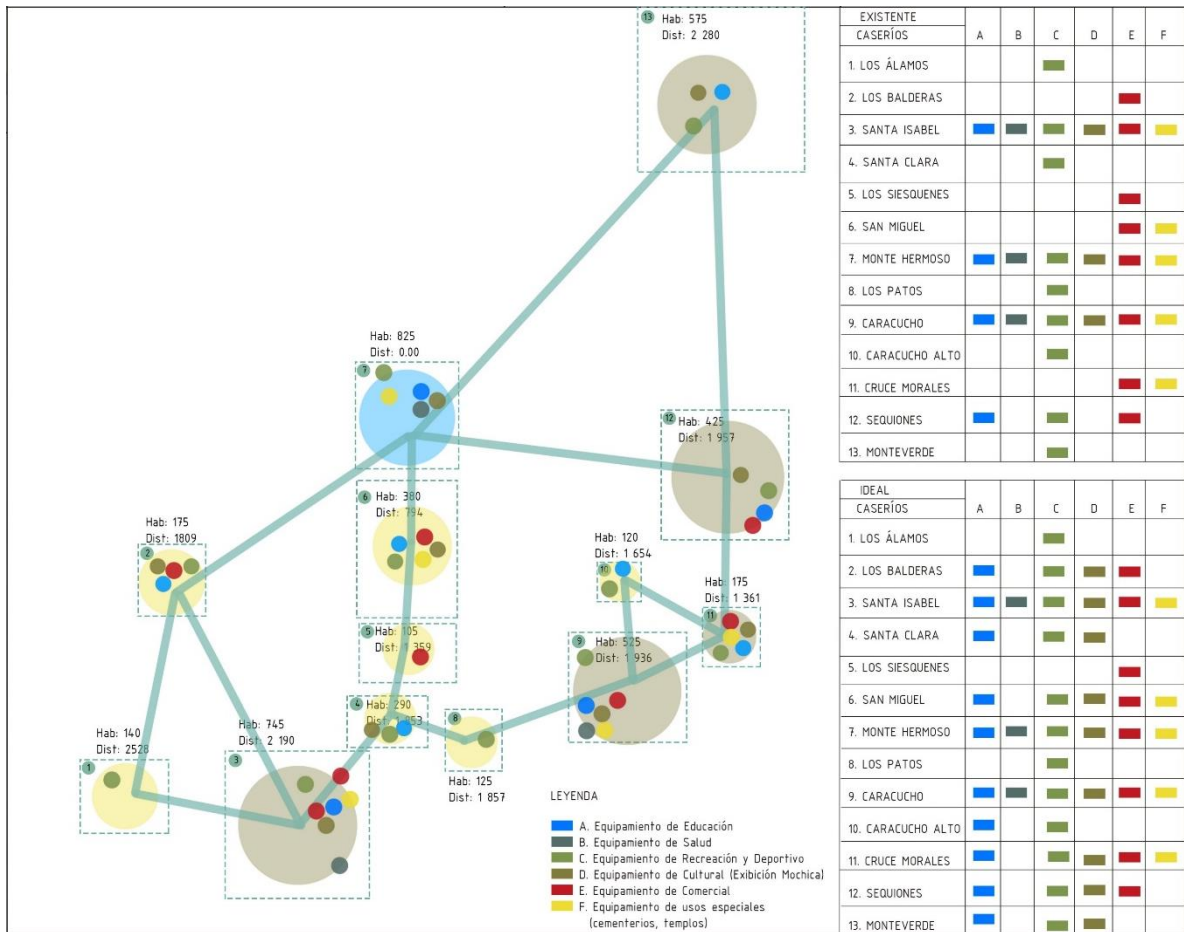 13
Hab: 575
Dist: 2 280
Hab: 825
Dist: 0.00
7
12
Hab: 425
Dist: 1 957
6
Hab: 380
Dist: 794
Hab: 175
Dist: 1809
2
Hab: 120
Dist: 1 654
10
Hab: 175
Dist: 1 361
11
5
Hab: 105
Dist: 1 359
9
Hab: 525
Dist: 1 936
4
Hab: 290
8
Hab: 745
Dist: 2 190
3
Hab: 140
Dist: 2528
1
Hab: 125
Dist: 1 857
LEYENDA
A. Equipamiento de Educación
B. Equipamiento de Salud
C. Equipamiento de Recreación y Deportivo
D. Equipamiento de Cultural (Exibición Mochica)
E. Equipamiento de Comercial
F. Equipamiento de usos especiales
(cementerios, templos)
EXISTENTE
CASERÍOS A B C D E F
1. LOS ÁLAMOS
2. LOS BALDERAS
3. SANTA ISABEL
4. SANTA CLARA
5. LOS SIESQUENES
6. SAN MIGUEL
7. MONTE HERMOSO
8. LOS PATOS
9. CARACUCHO
10. CARACUCHO ALTO
11. CRUCE MORALES
12. SEQUIONES
13. MONTEVERDE
IDEAL
CASERÍOS A B C D E F
1. LOS ÁLAMOS
2. LOS BALDERAS
3. SANTA ISABEL
4. SANTA CLARA
5. LOS SIESQUENES
6. SAN MIGUEL
7. MONTE HERMOSO
8. LOS PATOS
9. CARACUCHO
10. CARACUCHO ALTO
11. CRUCE MORALES
12. SEQUIONES
13. MONTEVERDE